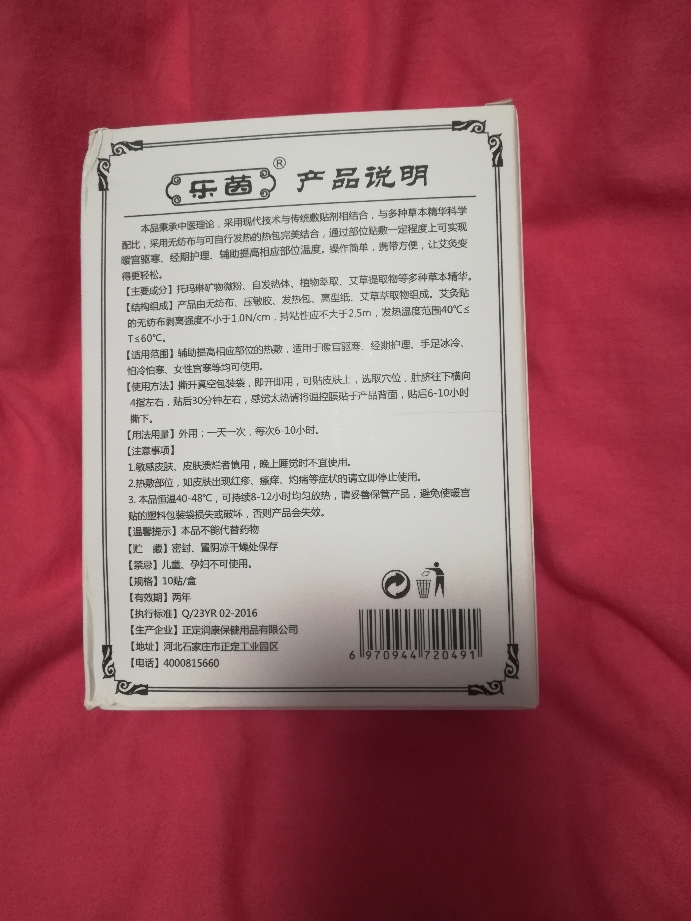 乐茵® 产品说明
本品秉承中医理论，采用现代技术与传统敷贴剂相结合，与多种草本精华科学
配比，采用无纺布与可自行发热的热包完美结合，通过部位贴敷一定程度上可实现
暖宫驱寒、经期护理、辅助提高相应部位温度。操作简单，携带方便，让艾灸变
得更轻松。
【主要成分】托玛琳矿物微粉、自发热体、植物萃取、艾草提取物等多种草本精华。
【结构组成】产品由无纺布、压敏胶、发热包、离型纸、艾草萃取物组成。艾灸贴
的无纺布剥离强度不小于1.0N/cm，持粘性应不大于2.5m，发热温度范围40℃≤
T≤60℃。
【适用范围】辅助提高相应部位的热敷，适用于暖宫驱寒、经期护理、手足冰冷、
怕冷怕寒、女性宫寒等均可使用。
【使用方法】撕开真空包装袋，即开即用，可贴皮肤上，选取穴位，肚脐往下横向
4指左右，贴后30分钟左右，感觉太热请将温控膜贴于产品背面，贴后6-10小时
撕下。
【用法用量】外用；一天一次，每次6-10小时。
【注意事项】
1.敏感皮肤、皮肤溃烂者慎用，晚上睡觉时不宜使用。
2.热敷部位，如皮肤出现红疹、瘙痒、灼痛等症状的请立即停止使用。
3.本品恒温40-48℃，可持续8-12小时均匀放热，请妥善保管产品，避免使暖宫
贴的塑料包装袋损失或破坏，否则产品会失效。
【温馨提示】本品不能代替药物
【贮 藏】密封、置阴凉干燥处保存
【禁忌】儿童、孕妇不可使用。
【规格】10贴/盒
【有效期】两年
【执行标准】Q/23YR 02-2016
【生产企业】正定润康保健用品有限公司
【地址】河北石家庄市正定工业园区
【电话】4000815660
6 970944 720491